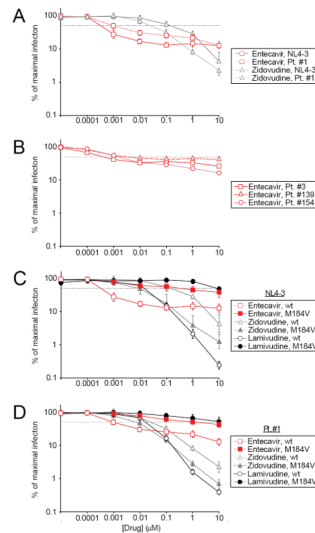 A
% of maximal infecton
100
10
1
0.1
0.0001 0.001 0.01 0.1 1 10
Entecavir, NL4-3
Entecavir, Pt. #1
Zidovudine, NL4-3
Zidovudine, Pt. #1
B
% of maximal infecton
100
10
1
0.1
0.0001 0.001 0.01 0.1 1 10
Entecavir, Pt. #3
Entecavir, Pt. #139
Entecavir, Pt. #154
C
% of maximal infecton
100
10
1
0.1
0.0001 0.001 0.01 0.1 1 10
NL4-3
Entecavir, wt
Entecavir, M184V
Zidovudine, wt
Zidovudine, M184V
Lamivudine, wt
Lamivudine, M184V
D
% of maximal infecton
100
10
1
0.1
0.0001 0.001 0.01 0.1 1 10
[Drug] (μM)
Pt. #1
Entecavir, wt
Entecavir, M184V
Zidovudine, wt
Zidovudine, M184V
Lamivudine, wt
Lamivudine, M184V